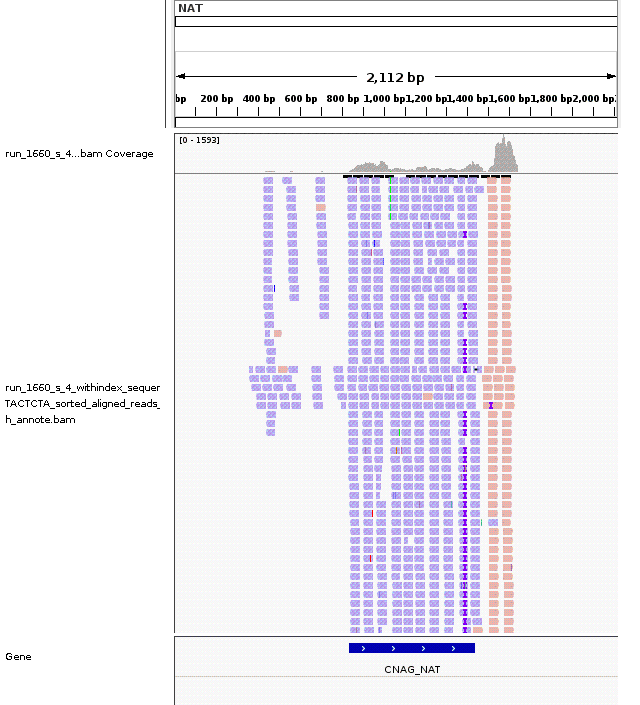 NAT
2,112 bp
bp 200 bp 400 bp 600 bp 800 bp 1,000 bp 1,200 bp 1,400 bp 1,600 bp 1,800 bp 2,000 bp
[0 - 1593]
run_1660_s_4...bam Coverage
run_1660_s_4_withindex_sequer
TACTCTA_sorted_aligned_reads_
h_annote.bam
Gene
CNAG_NAT